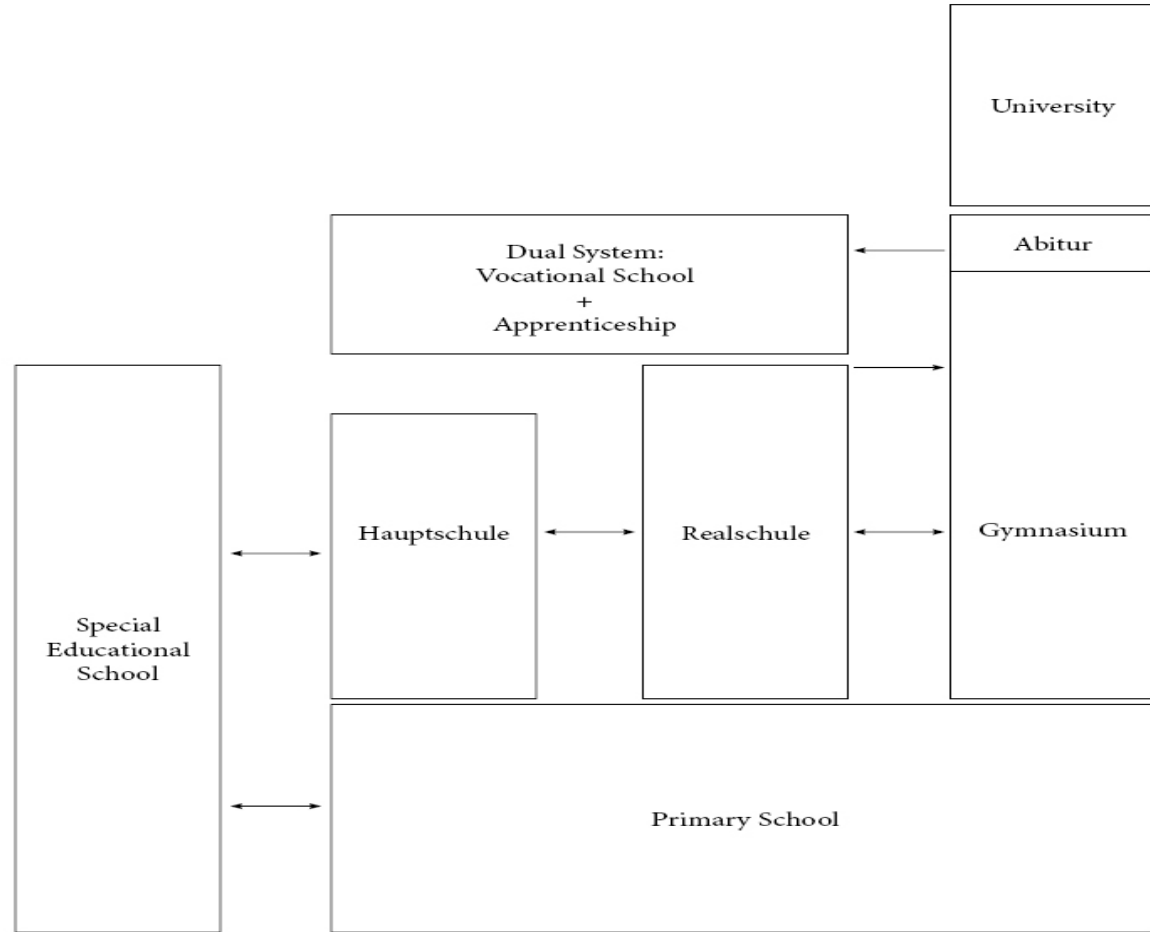 University
Abitur
Dual System:
Vocational School
+
Apprenticeship
Hauptschule
Realschule
Gymnasium
Special
Educational
School
Primary School